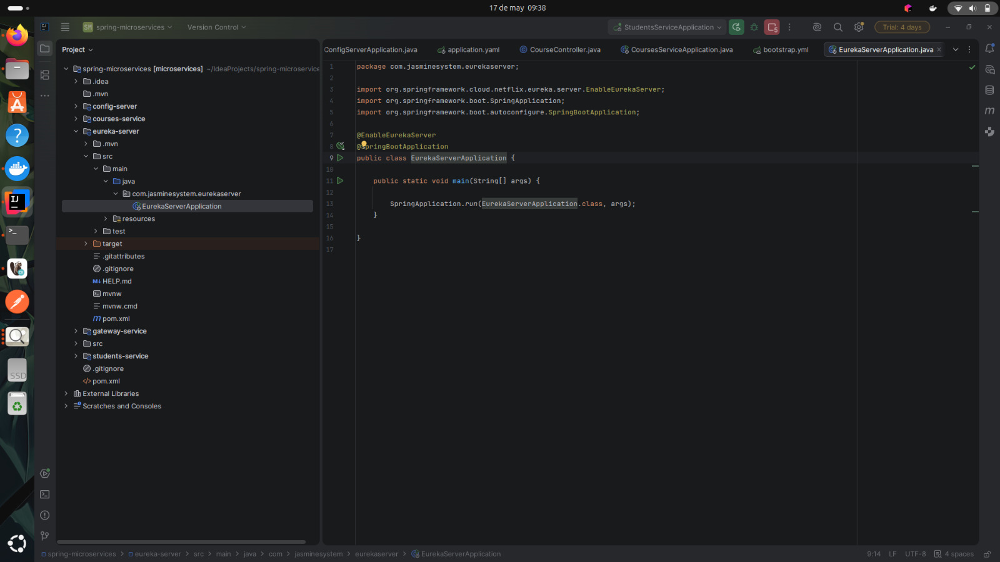 17 de may 09:38
SM spring-microservices
Version Control
StudentsServiceApplication
5
Trial: 4 days
Project
ConfigServerApplication.java
application.yaml
CourseController.java
CoursesServiceApplication.java
bootstrap.yml
EurekaServerApplication.java
spring-microservices [microservices] ~/IdeaProjects/spring-microservice
.idea
.mvn
config-server
courses-service
eureka-server
.mvn
src
main
java
com.jasminesystem.eurekaserver
EurekaServerApplication
resources
test
target
.gitattributes
.gitignore
M↓ HELP.md
mvnw
mvnw.cmd
m pom.xml
gateway-service
src
students-service
.gitignore
</> pom.xml
External Libraries
Scratches and Consoles
1 package com.jasminesystem.eurekaserver;
2
3 import org.springframework.cloud.netflix.eureka.server.EnableEurekaServer;
4 import org.springframework.boot.SpringApplication;
5 import org.springframework.boot.autoconfigure.SpringBootApplication;
6
7 @EnableEurekaServer
8 @SpringBootApplication
9 public class EurekaServerApplication {
10
11 public static void main(String[] args) {
12
13 SpringApplication.run(EurekaServerApplication.class, args);
14 }
15
16 }
17
SSD
spring-microservices > eureka-server > src > main > java > com > jasminesystem > eurekaserver > EurekaServerApplication
9:14 LF UTF-8 4 spaces